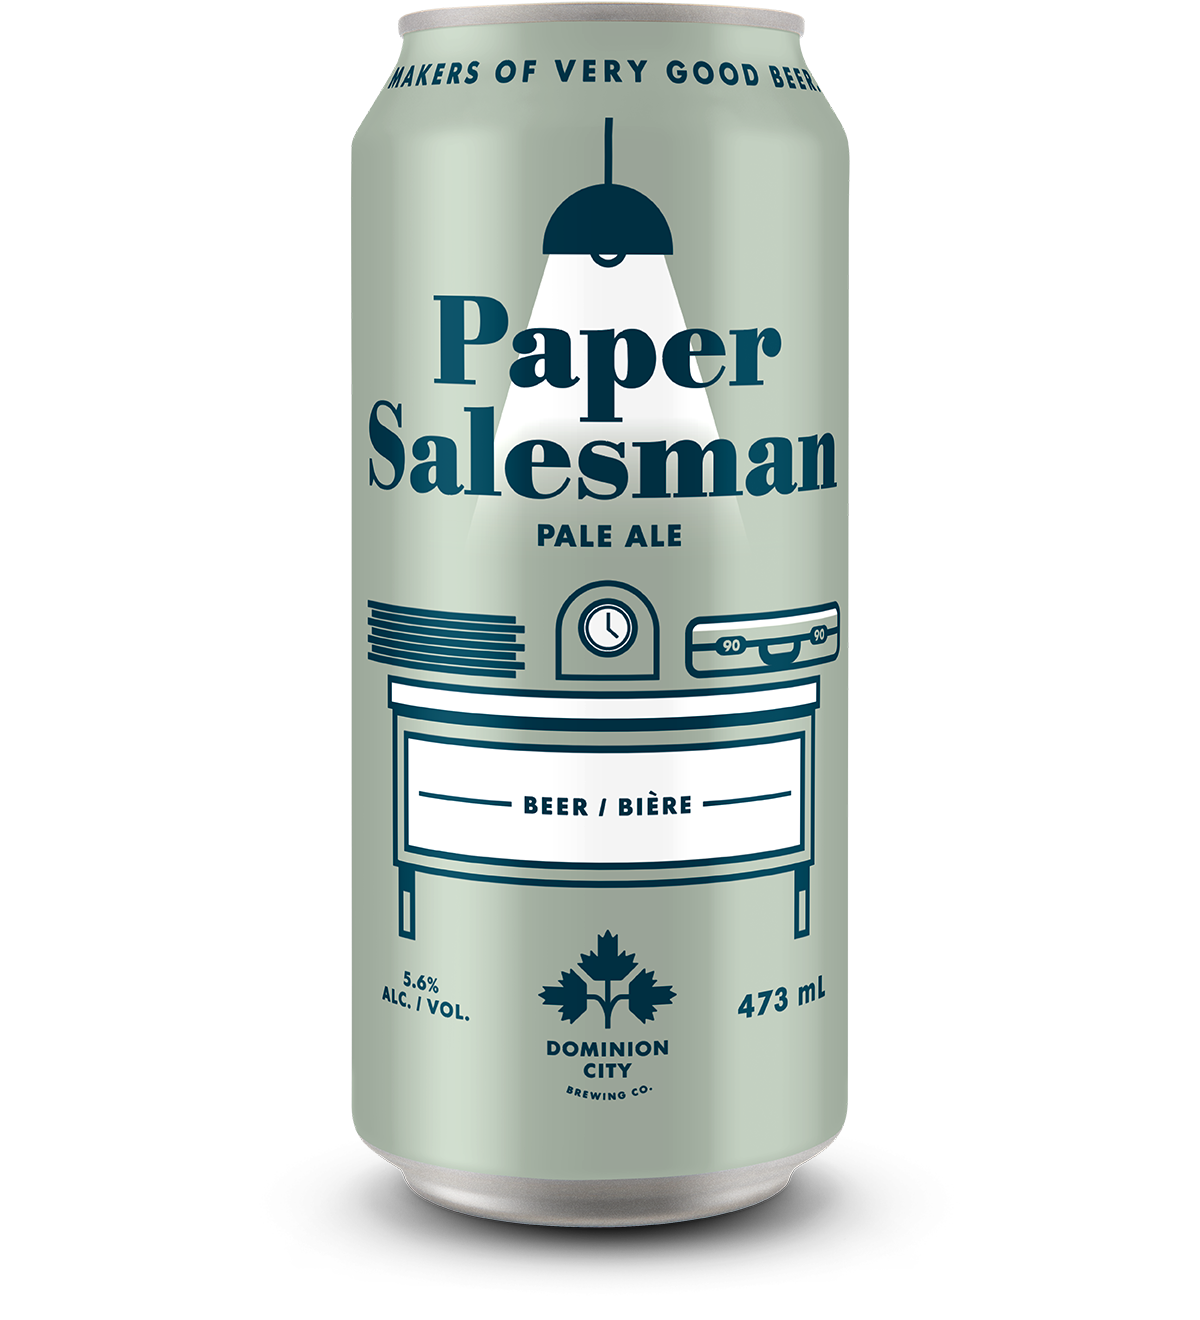 MAKERS OF VERY GOOD BEER
Paper
Salesman
PALE ALE
90 90
BEER / BIÈRE
5.6%
ALC. / VOL.
473 mL
DOMINION
CITY
BREWING CO.